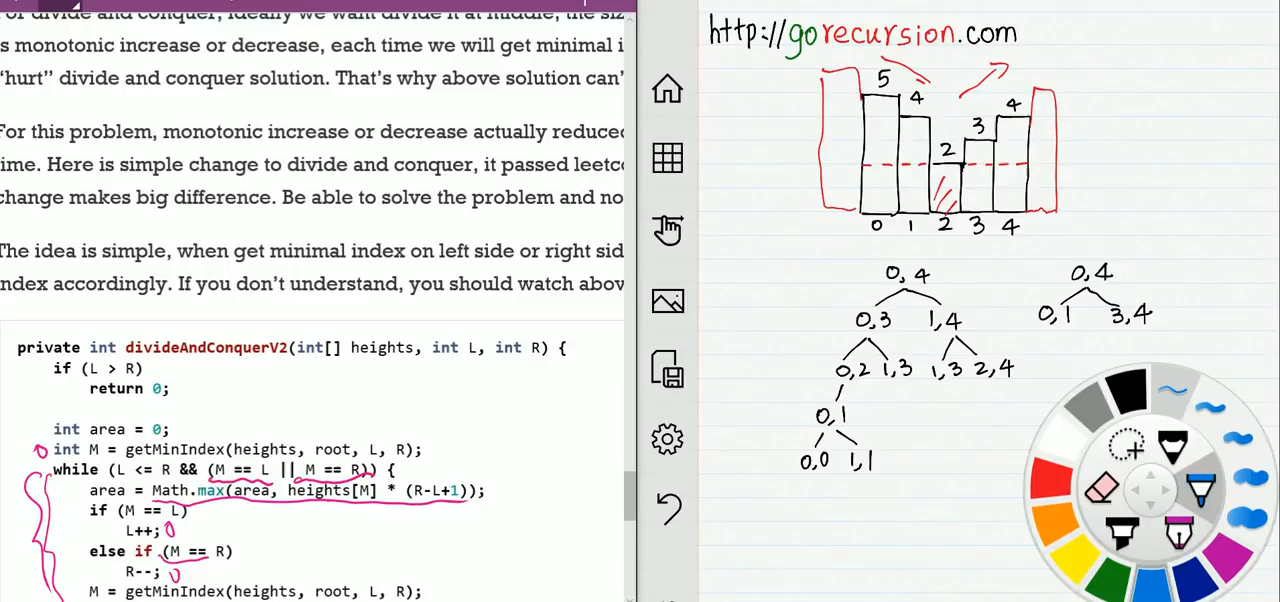 or divide and conquer, ideally we want divide it at middle, the siz
s monotonic increase or decrease, each time we will get minimal i
"hurt" divide and conquer solution. That's why above solution can'
For this problem, monotonic increase or decrease actually reduced
ime. Here is simple change to divide and conquer, it passed leetco
change makes big difference. Be able to solve the problem and no
The idea is simple, when get minimal index on left side or right sid
ndex accordingly. If you don't understand, you should watch abov
private int divideAndConquerV2(int[] heights, int L, int R) {
if (L > R)
return 0;
int area = 0;
int M = getMinIndex(heights, root, L, R);
while (L <= R && (M == L || M == R)) {
area = Math.max(area, heights[M] * (R-L+1));
if (M == L)
L++;
else if (M == R)
R--;
M = getMinIndex(heights, root, L, R);
http://gorecursion.com
5
4
2
3
4
0 1 2 3 4
0,4
0,3 1,4
0,2 1,3 1,3 2,4
0,1
0,0 1,1
0,4
0,1 3,4